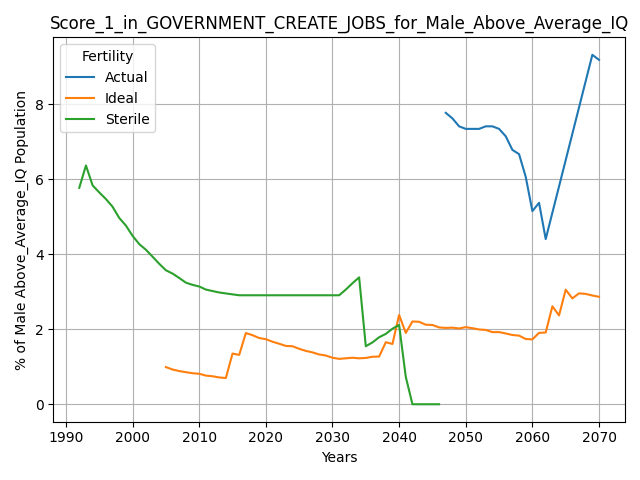 Score_1_in_GOVERNMENT_CREATE_JOBS_for_Male_Above_Average_IQ
Fertility
Actual
Ideal
Sterile
% of Male Above_Average_IQ Population
8
6
4
2
0
1990 2000 2010 2020 2030 2040 2050 2060 2070
Years